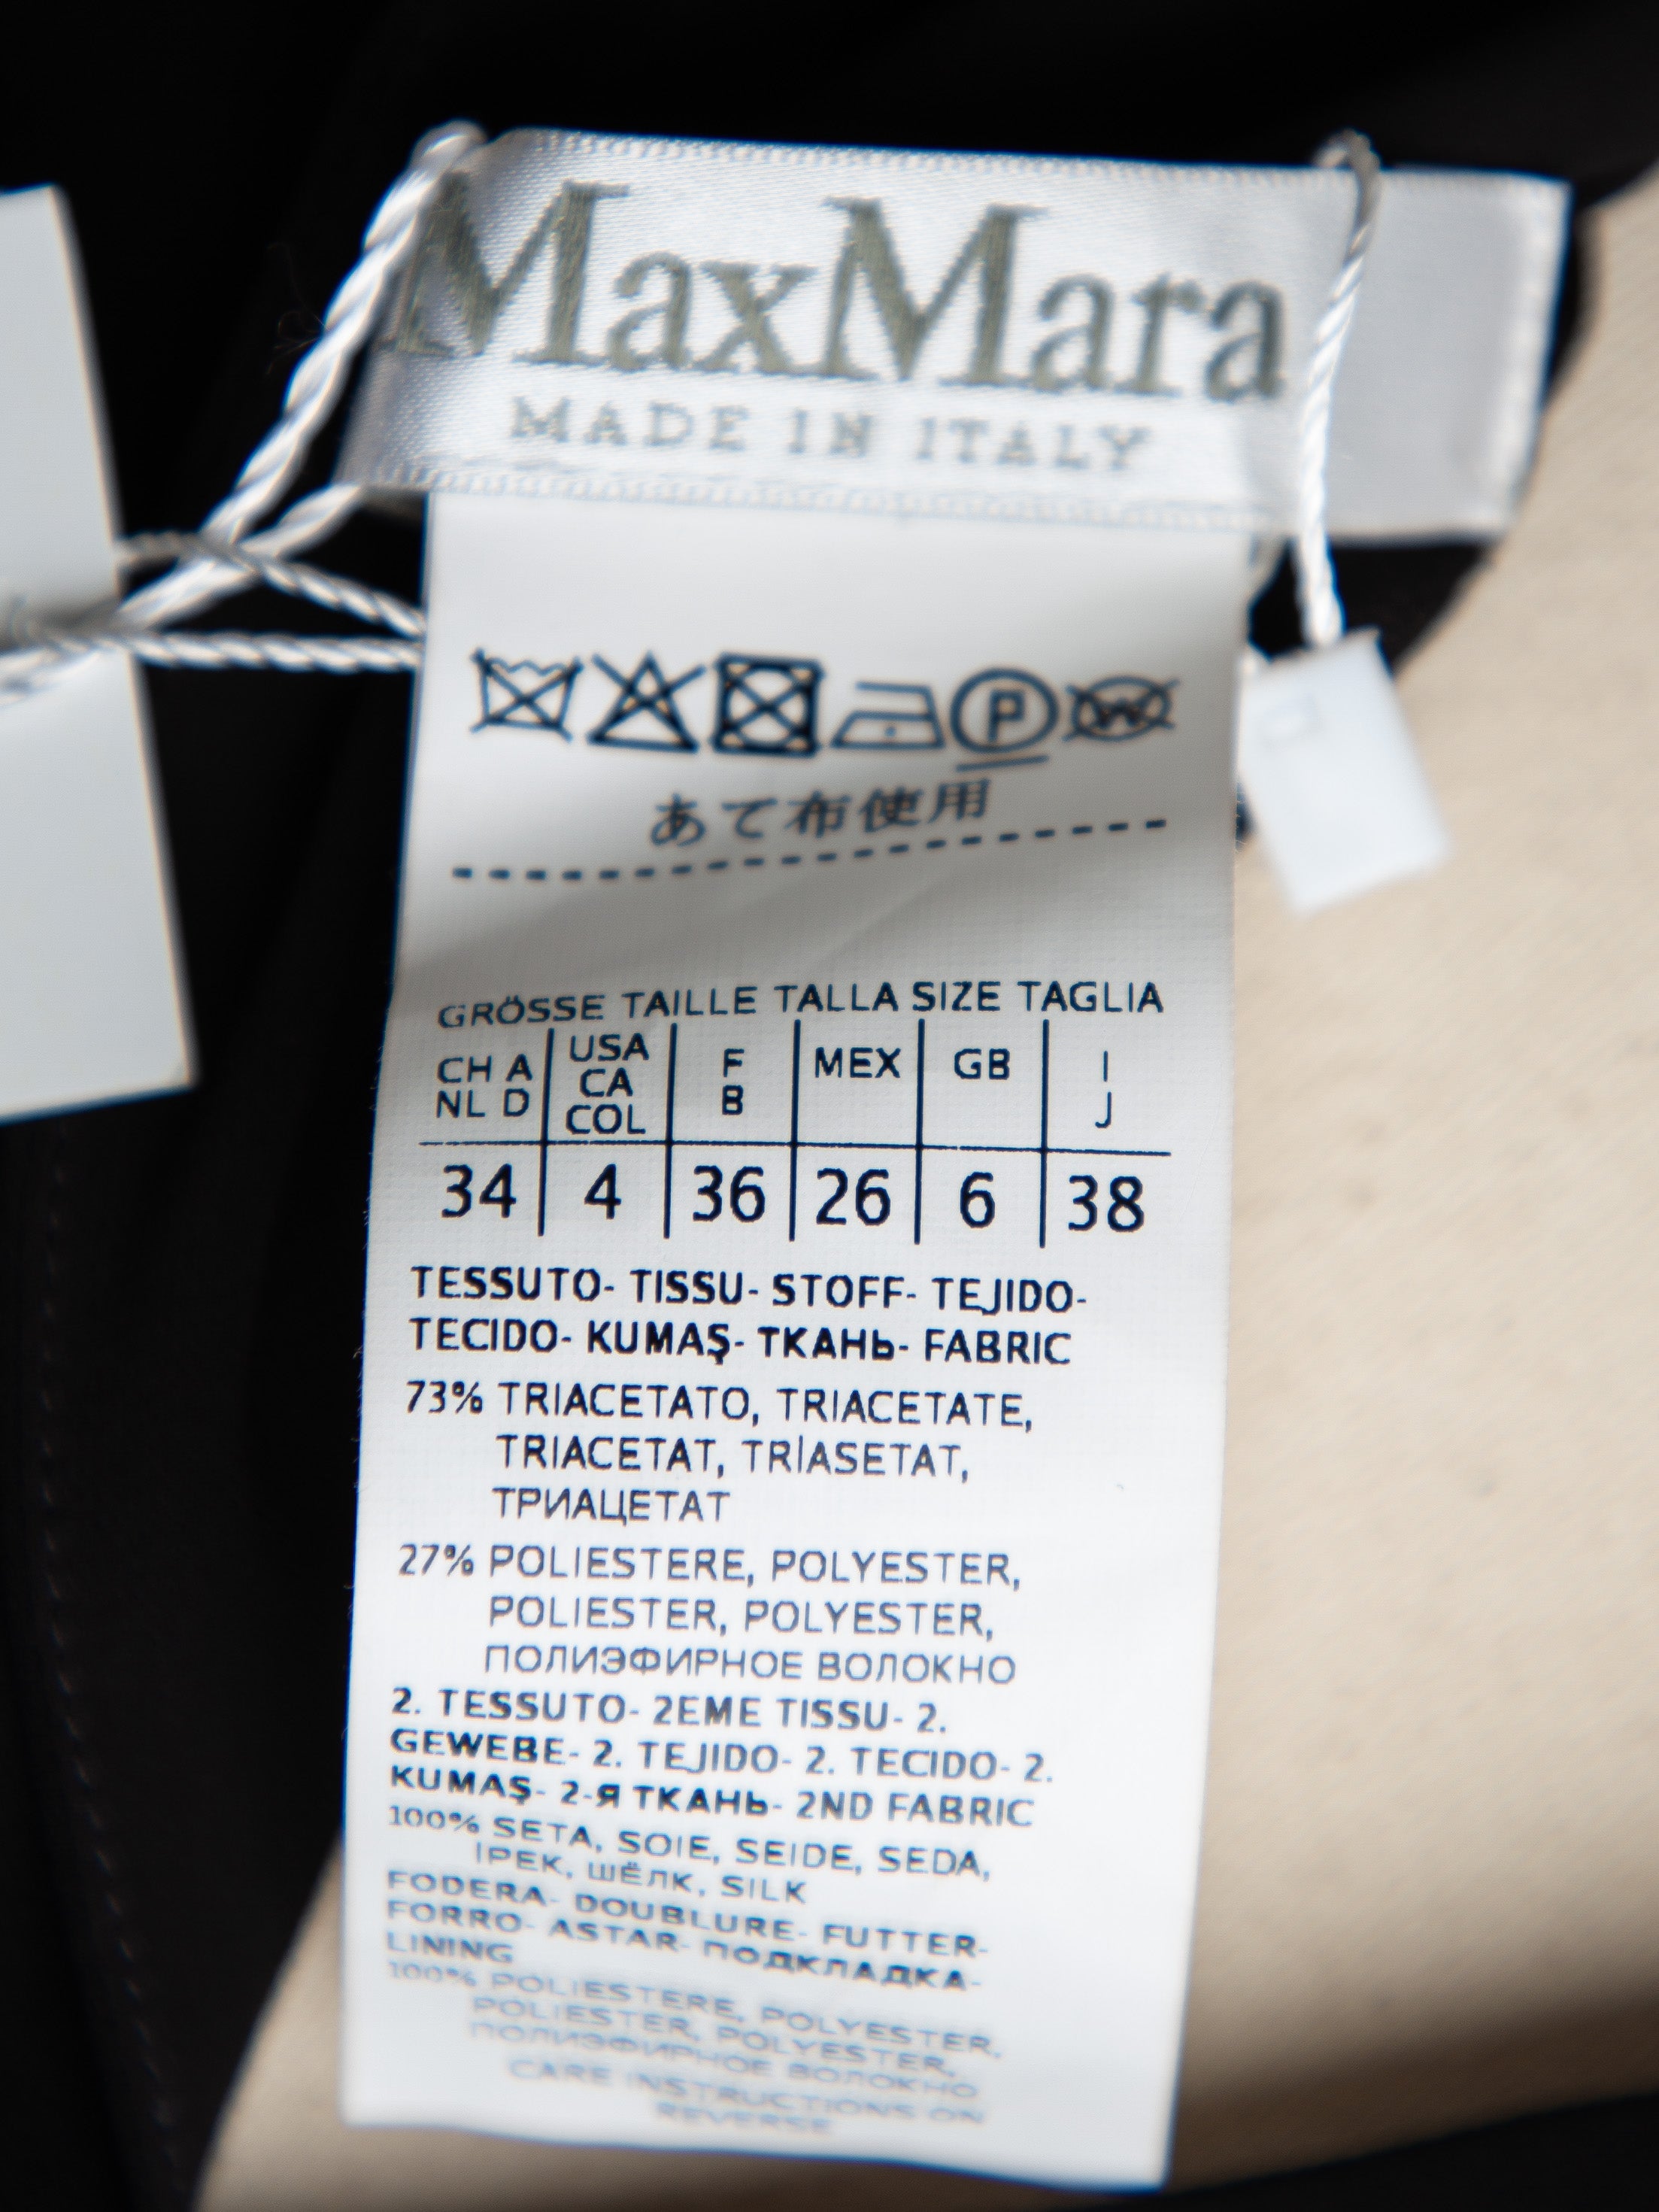 MaxMara
MADE IN ITALY
P W
あて布使用
GRÖSSE TAILLE TALLA SIZE TAGLIA
CH A NL D USA CA COL F B MEX GB I J
34 4 36 26 6 38
TESSUTO- TISSU- STOFF- TEJIDO-
TECIDO- KUMAŞ- ТКАНЬ- FABRIC
73% TRIACETATO, TRIACETATE,
TRIACETAT, TRİASETAT,
ТРИАЦЕТАТ
27% POLIESTERE, POLYESTER,
POLIESTER, POLYESTER,
ПОЛИЭФИРНОЕ ВОЛОКНО
2. TESSUTO- 2EME TISSU- 2.
GEWEBE- 2. TEJIDO- 2. TECIDO- 2.
KUMAŞ- 2-Я ТКАНЬ- 2ND FABRIC
100% SETA, SOIE, SEIDE, SEDA,
İPEK, ШЁЛК, SILK
FODERA- DOUBLURE- FUTTER-
FORRO- ASTAR- ПОДКЛАДКА-
LINING
100% POLIESTERE, POLYESTER,
POLIESTER, POLYESTER,
ПОЛИЭФИРНОЕ ВОЛОКНО
CARE INSTRUCTIONS ON
REVERSE